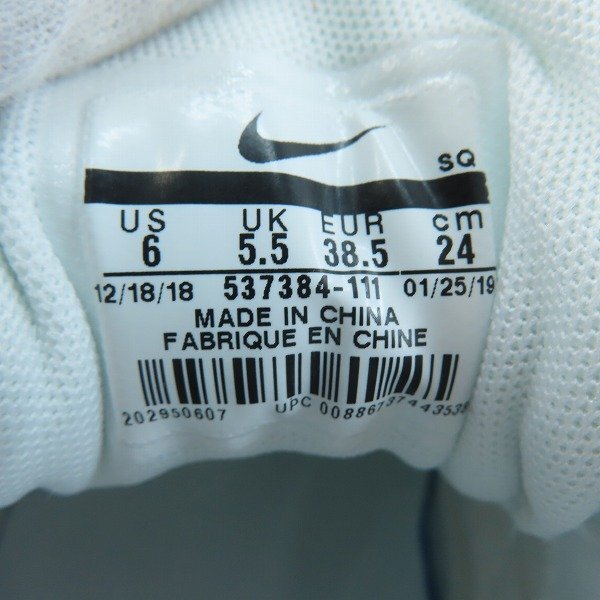 SQ
US UK EUR cm
6 5.5 38.5 24
12/18/18 537384-111 01/25/19
MADE IN CHINA
FABRIQUE EN CHINE
202950607 UPC